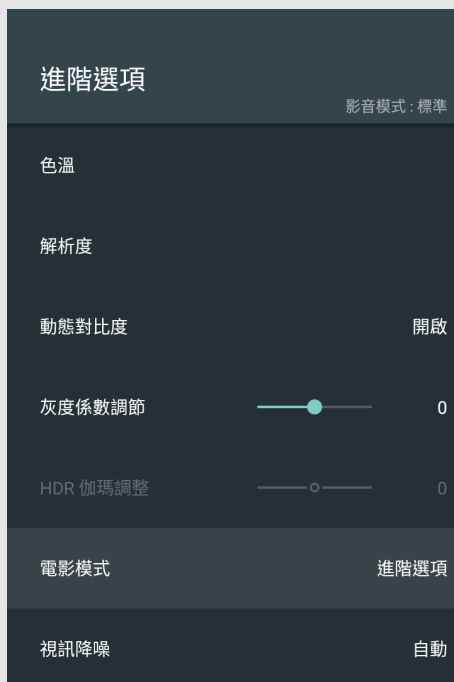 進階選項
影音模式 : 標準
色溫
解析度
動態對比度 開啟
灰度係數調節 0
HDR 伽瑪調整 0
電影模式 進階選項
視訊降噪 自動